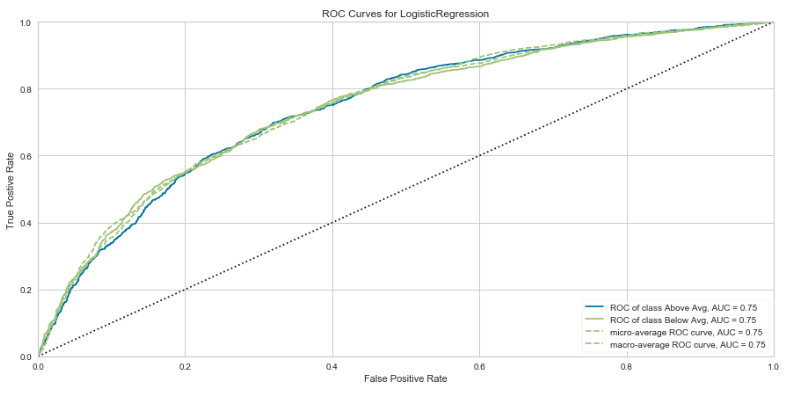 ROC Curves for LogisticRegression
1.0
0.8
0.6
0.4
0.2
0.0
True Postive Rate
0.0
0.2
0.4
0.6
0.8
1.0
False Positive Rate
ROC of class Above Avg, AUC = 0.75
ROC of class Below Avg, AUC = 0.75
micro-average ROC curve, AUC = 0.75
macro-average ROC curve, AUC = 0.75